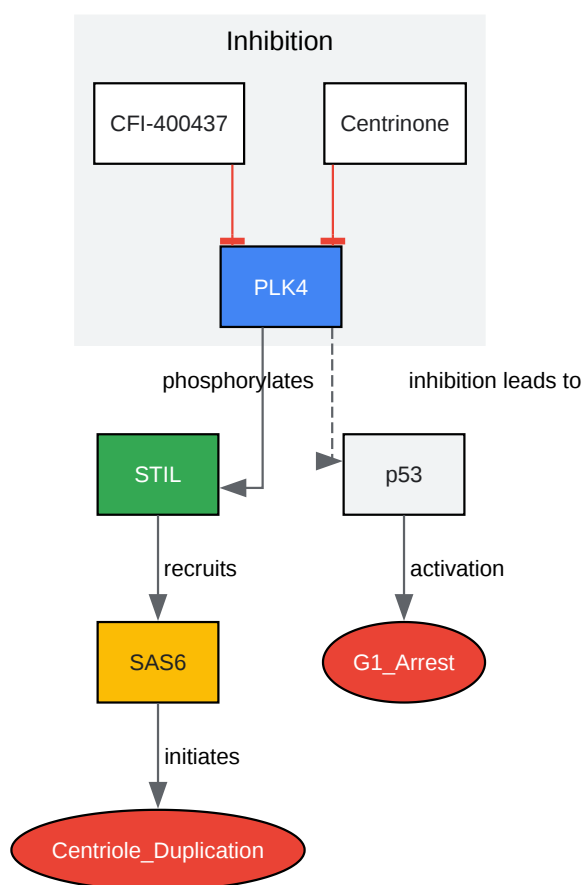 Inhibition
CFI-400437
Centrinone
PLK4
phosphorylates
inhibition leads to
STIL
p53
recruits
activation
SAS6
G1_Arrest
initiates
Centriole_Duplication